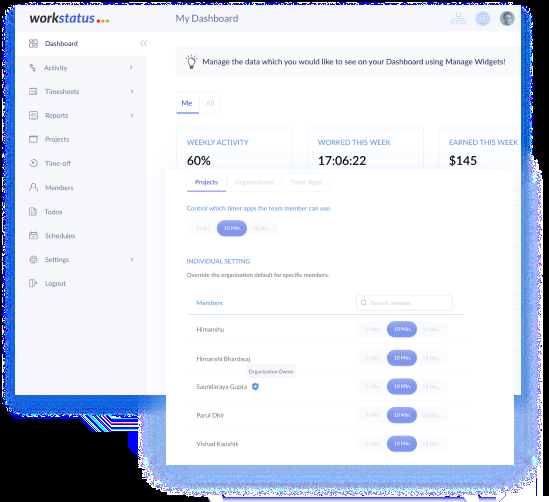 workstatus
My Dashboard
Dashboard
Activity
Timesheets
Reports
Projects
Time-off
Members
Todos
Schedules
Settings
Logout
Manage the data which you would like to see on your Dashboard using Manage Widgets!
Me All
WEEKLY ACTIVITY WORKED THIS WEEK EARNED THIS WEEK
60% 17:06:22 $145
Projects Organisations Timer Apps
Control which timer apps the team member can use.
5 Min. 10 Min. 15 Min.
INDIVIDUAL SETTING
Override the organisation default for specific members.
Members Search member
Himanshu 5 Min. 10 Min. 15 Min.
Himanshi Bhardwaj 5 Min. 10 Min. 15 Min.
Organization Owner
Saundaraya Gupta 5 Min. 10 Min. 15 Min.
Parul Dhir 5 Min. 10 Min. 15 Min.
Vishad Kaushik 5 Min. 10 Min. 15 Min.